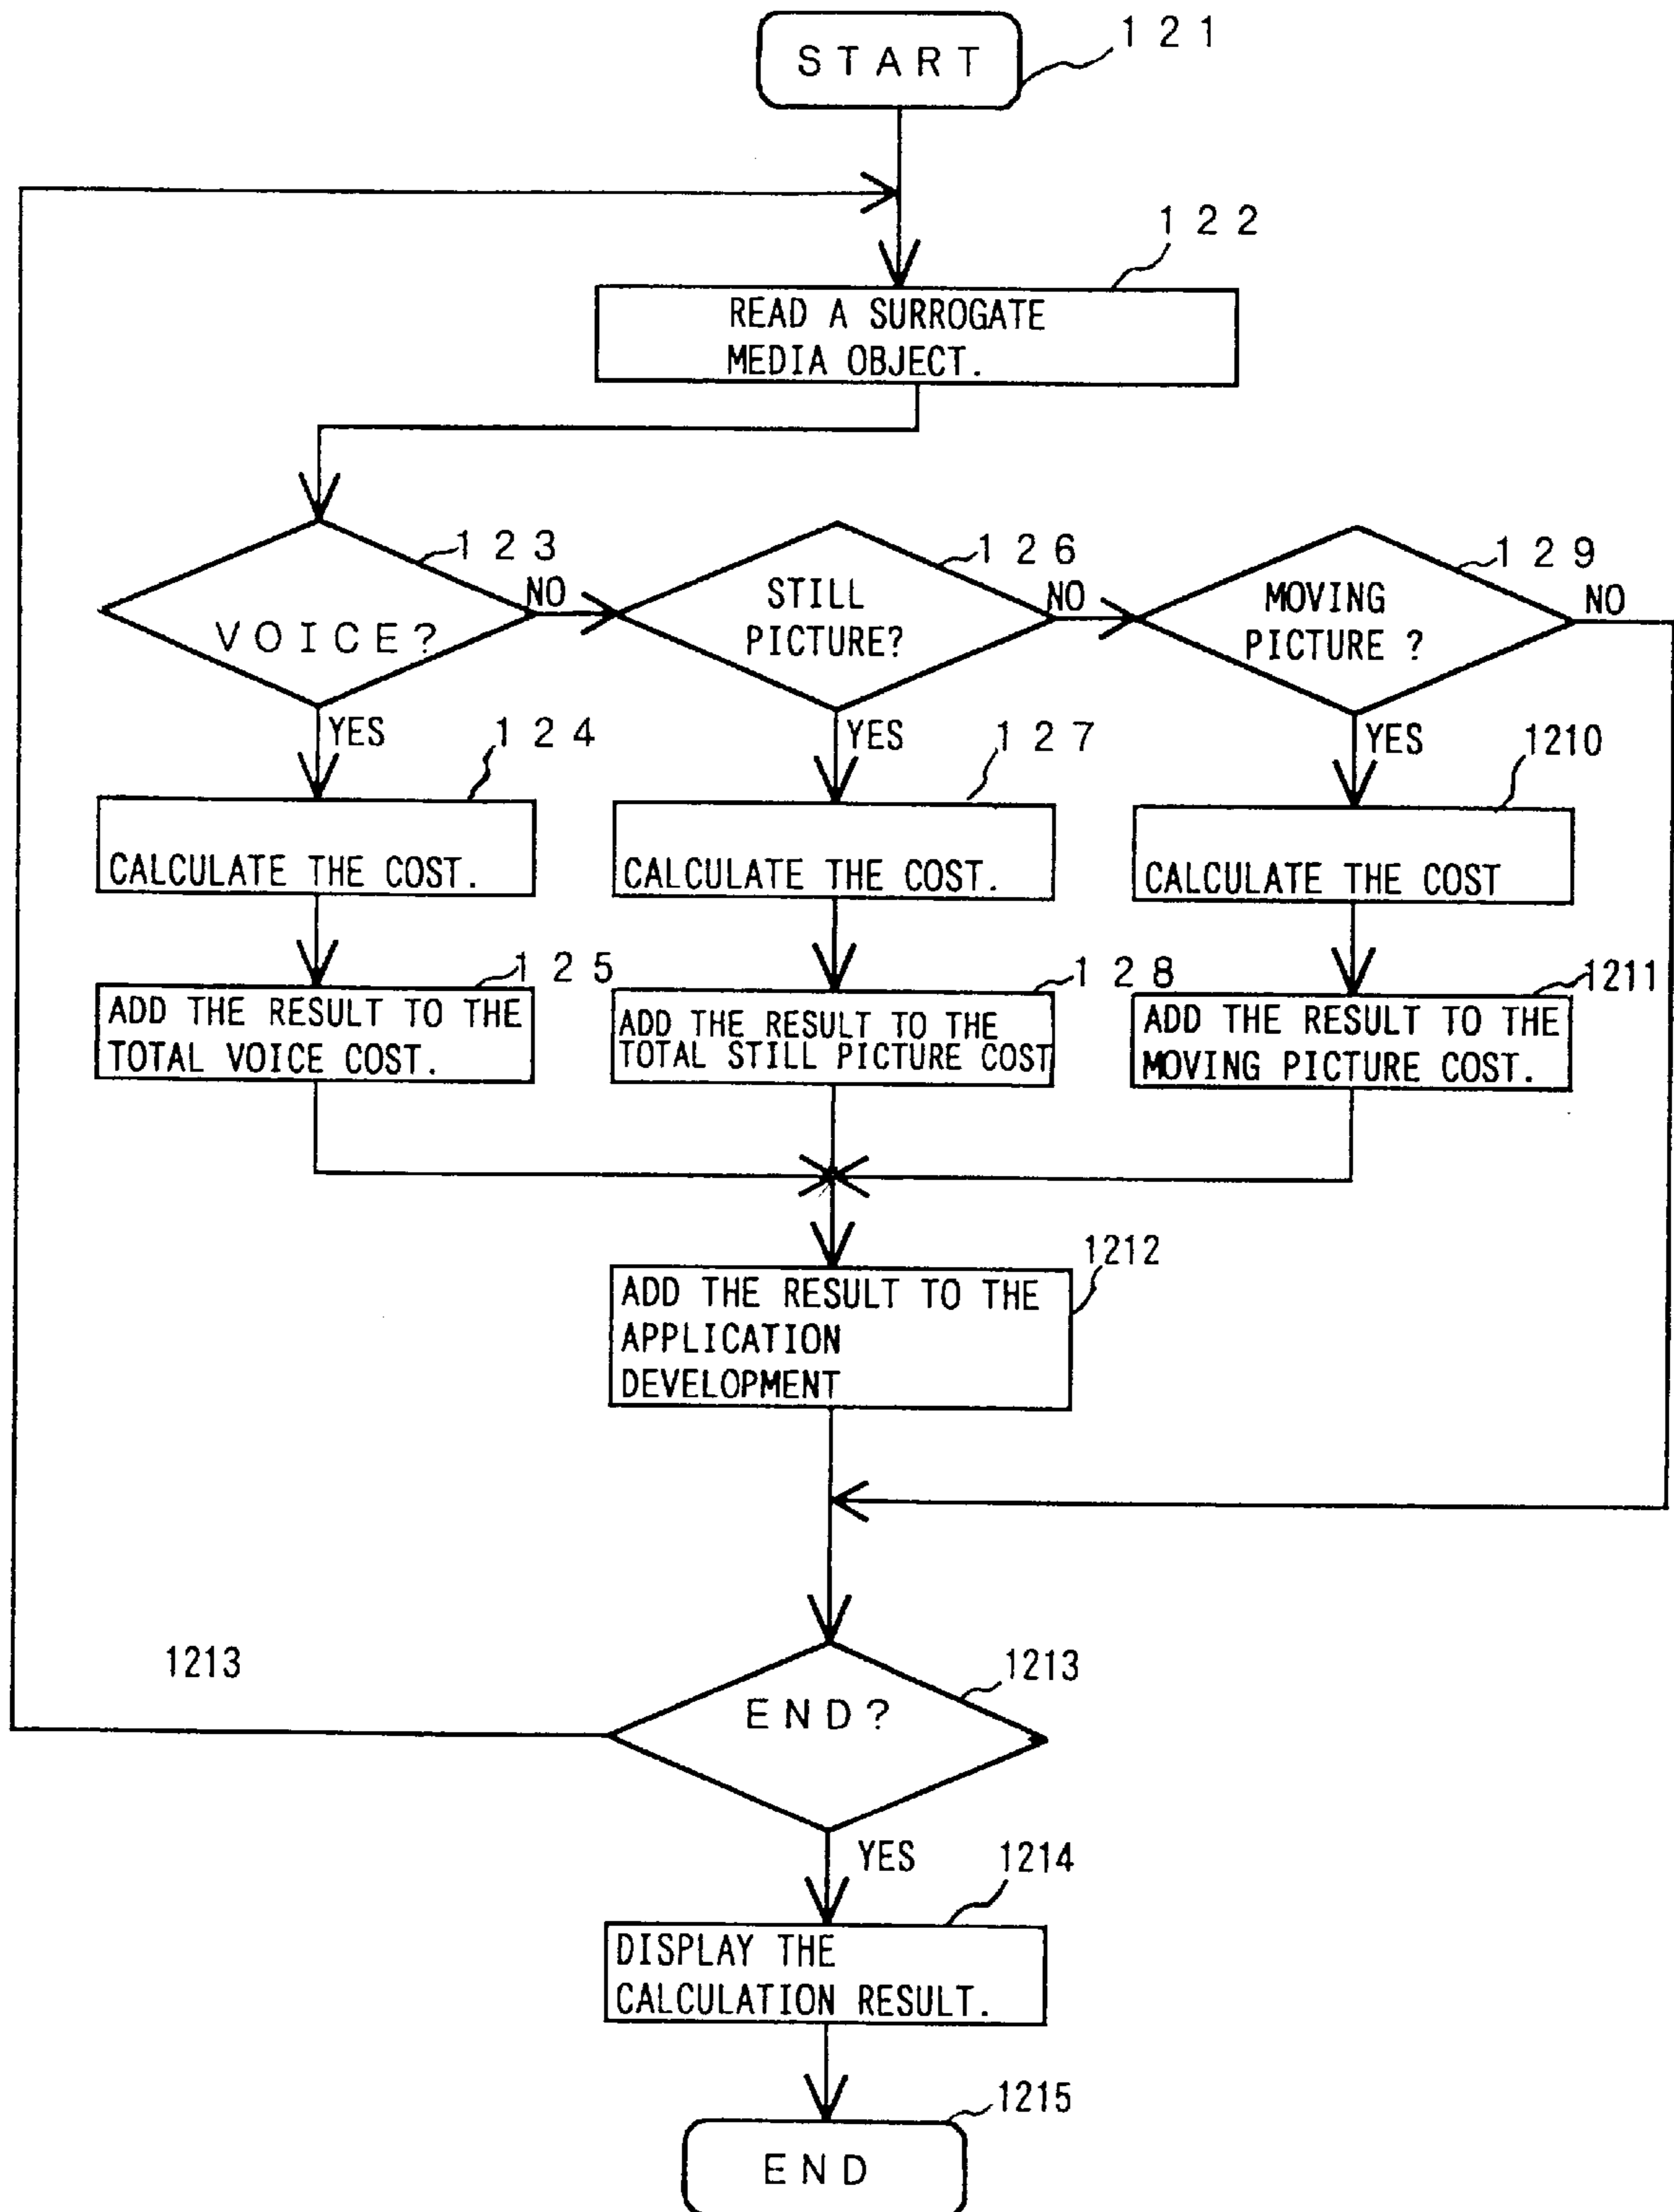 START
121
122
READ A SURROGATE
MEDIA OBJECT.
123
NO
VOICE?
126
NO
STILL
PICTURE?
129
NO
MOVING
PICTURE ?
YES
124
YES
127
YES
1210
CALCULATE THE COST.
CALCULATE THE COST.
CALCULATE THE COST
125
128
1211
ADD THE RESULT TO THE
TOTAL VOICE COST.
ADD THE RESULT TO THE
TOTAL STILL PICTURE COST
ADD THE RESULT TO THE
MOVING PICTURE COST.
1212
ADD THE RESULT TO THE
APPLICATION
DEVELOPMENT
1213
1213
END?
YES
1214
DISPLAY THE
CALCULATION RESULT.
1215
END